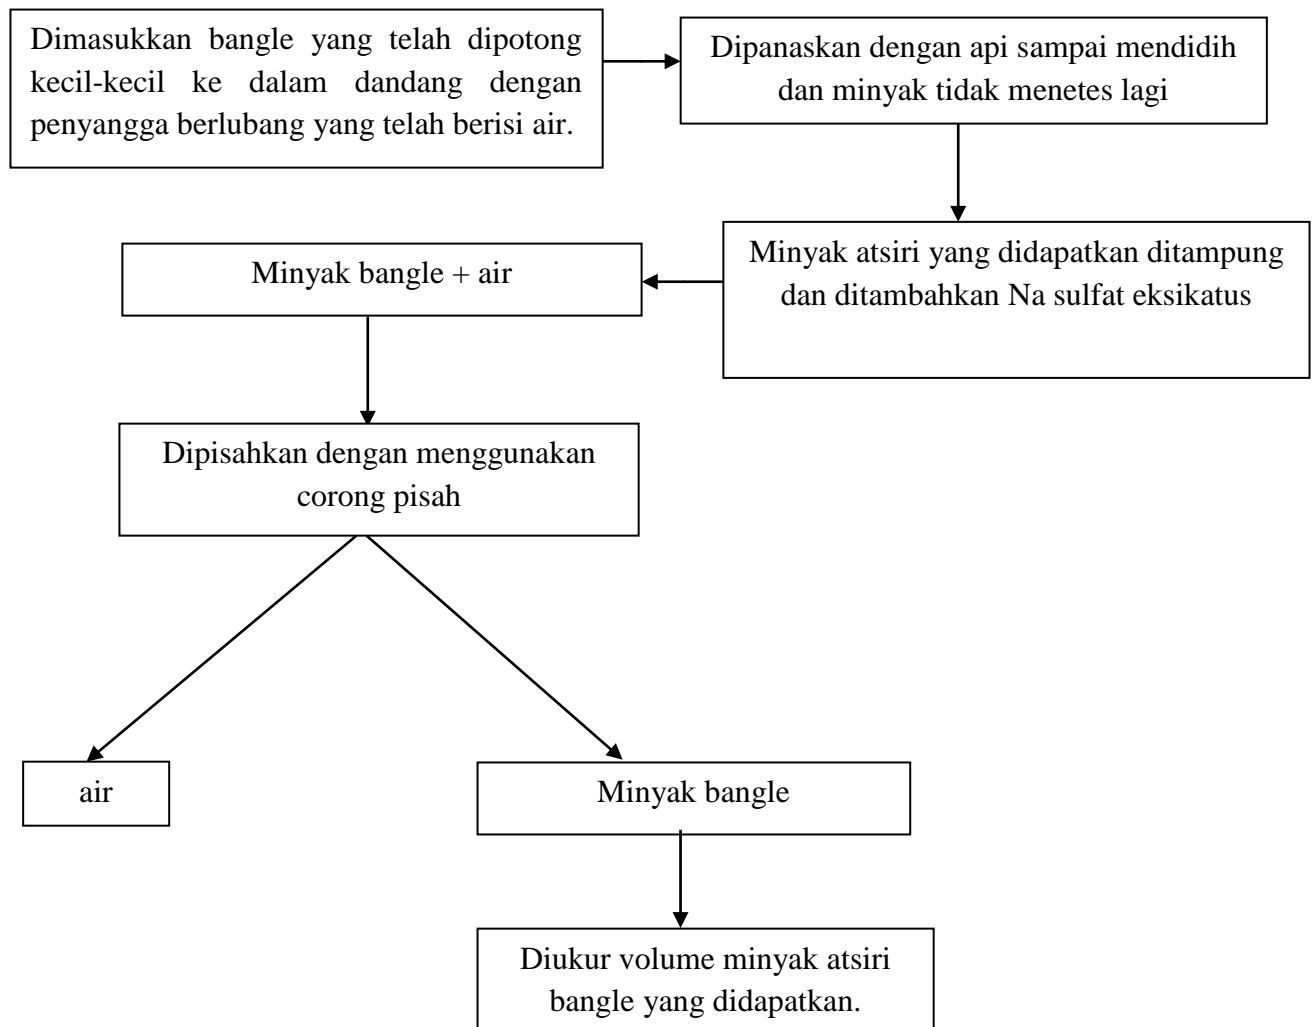 Dimasukkan bangle yang telah dipotong
kecil-kecil ke dalam dandang dengan
penyangga berlubang yang telah berisi air.
Dipanaskan dengan api sampai mendidih
dan minyak tidak menetes lagi
Minyak atsiri yang didapatkan ditampung
dan ditambahkan Na sulfat eksikatus
Minyak bangle + air
Dipisahkan dengan menggunakan
corong pisah
air
Minyak bangle
Diukur volume minyak atsiri
bangle yang didapatkan.